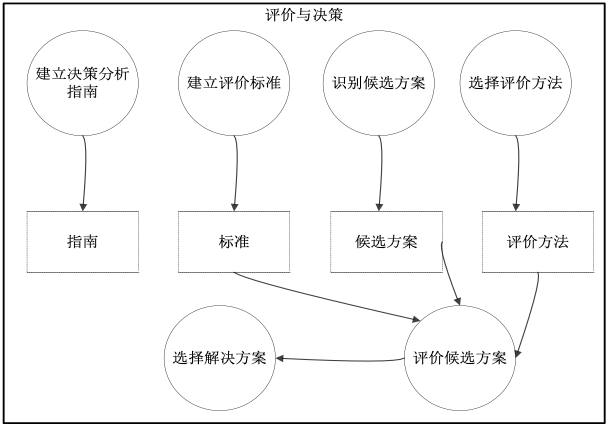 评价与决策
建立决策分析
指南
建立评价标准
识别候选方案
选择评价方法
指南
标准
候选方案
评价方法
选择解决方案
评价候选方案